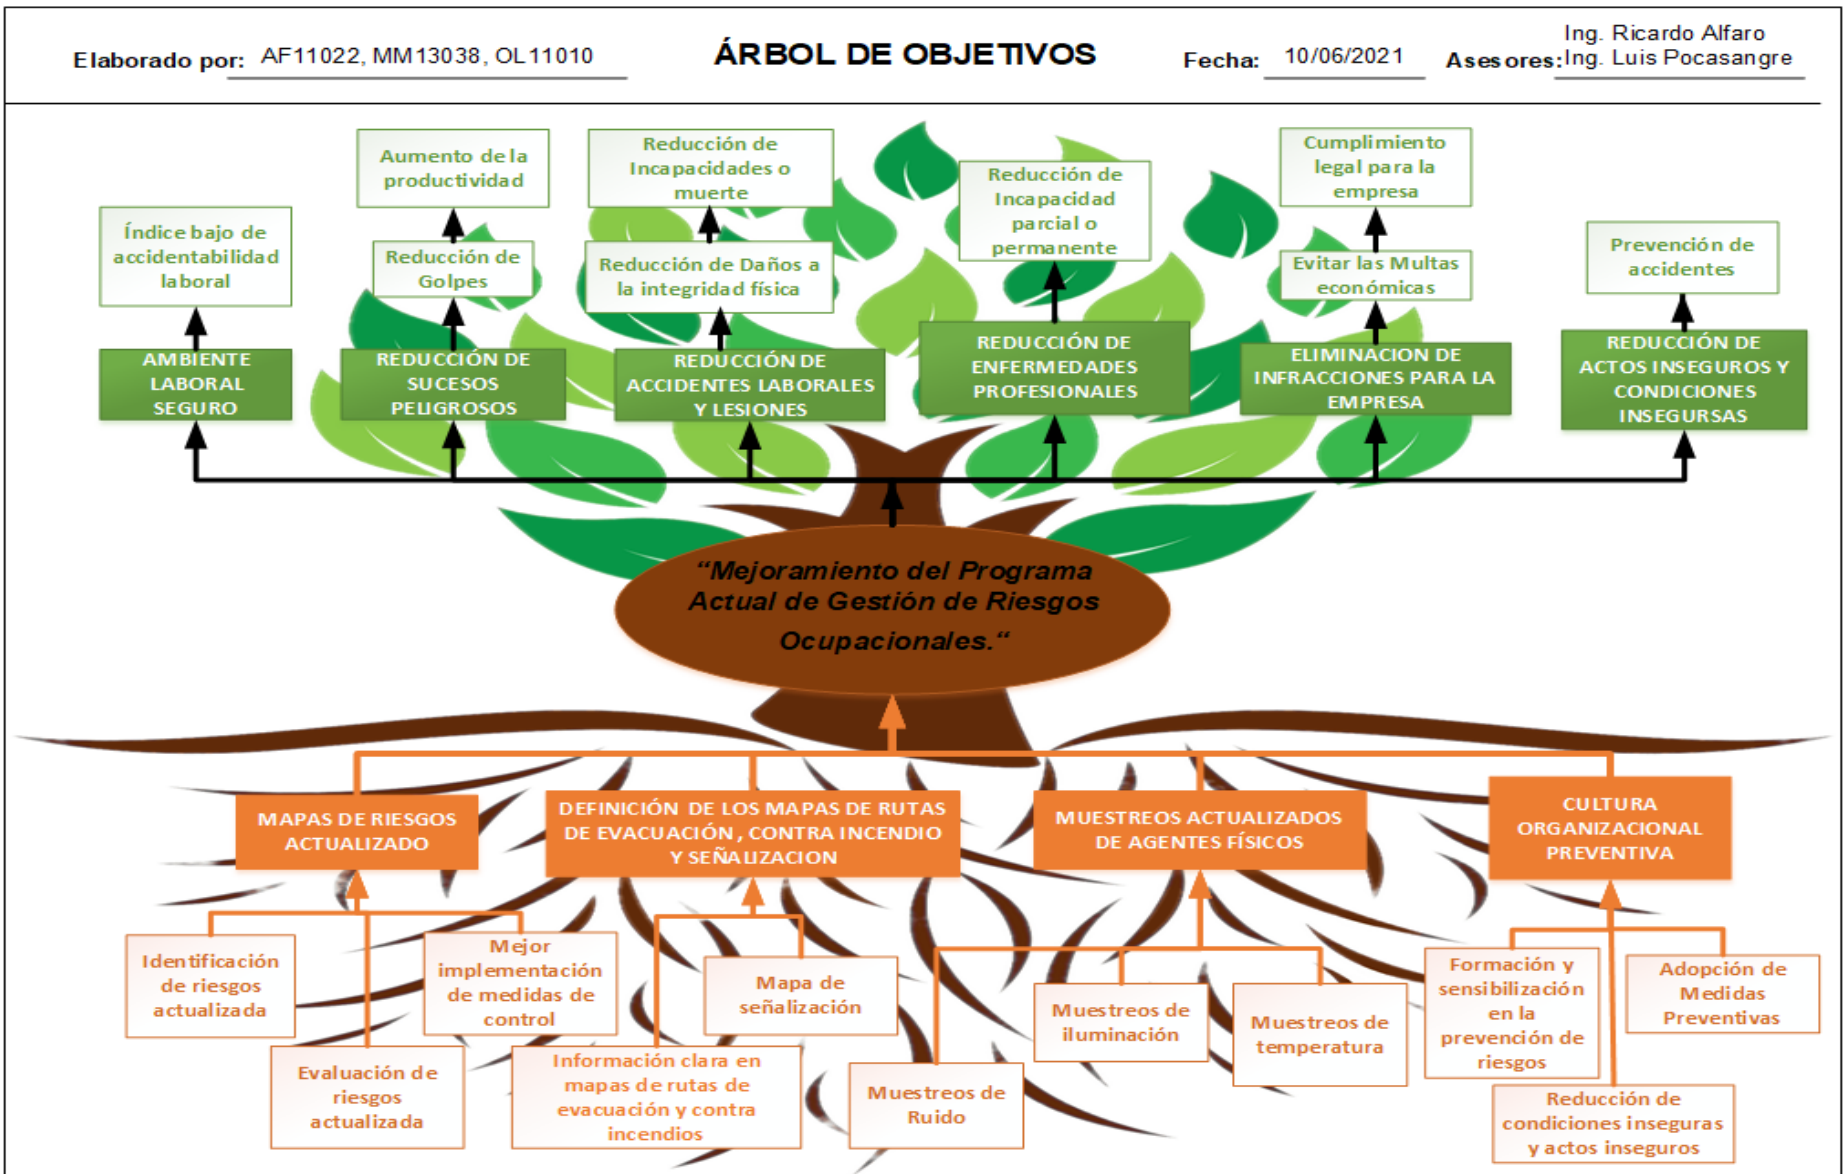 Elaborado por: AF11022, MM13038, OL11010
ÁRBOL DE OBJETIVOS
Fecha: 10/06/2021
Asesores:
Ing. Ricardo Alfaro
Ing. Luis Pocasangre
Índice bajo de
accidentabilidad
laboral
Aumento de la
productividad
Reducción de
Golpes
Reducción de
Incapacidades o
muerte
Reducción de Daños a
la integridad física
Reducción de
Incapacidad
parcial o
permanente
Cumplimiento
legal para la
empresa
Evitar las Multas
económicas
Prevención de
accidentes
AMBIENTE
LABORAL
SEGURO
REDUCCIÓN DE
SUCESOS
PELIGROSOS
REDUCCIÓN DE
ACCIDENTES LABORALES
Y LESIONES
REDUCCIÓN DE
ENFERMEDADES
PROFESIONALES
ELIMINACION DE
INFRACCIONES PARA LA
EMPRESA
REDUCCIÓN DE
ACTOS INSEGUROS Y
CONDICIONES
INSEGURSAS
“Mejoramiento del Programa
Actual de Gestión de Riesgos
Ocupacionales.“
MAPAS DE RIESGOS
ACTUALIZADO
DEFINICIÓN DE LOS MAPAS DE RUTAS
DE EVACUACIÓN , CONTRA INCENDIO
Y SEÑALIZACION
MUESTREOS ACTUALIZADOS
DE AGENTES FÍSICOS
CULTURA
ORGANIZACIONAL
PREVENTIVA
Identificación
de riesgos
actualizada
Evaluación de
riesgos
actualizada
Mejor
implementación
de medidas de
control
Información clara en
mapas de rutas de
evacuación y contra
incendios
Mapa de
señalización
Muestreos de
Ruido
Muestreos de
iluminación
Muestreos de
temperatura
Formación y
sensibilización
en la
prevención de
riesgos
Reducción de
condiciones inseguras
y actos inseguros
Adopción de
Medidas
Preventivas